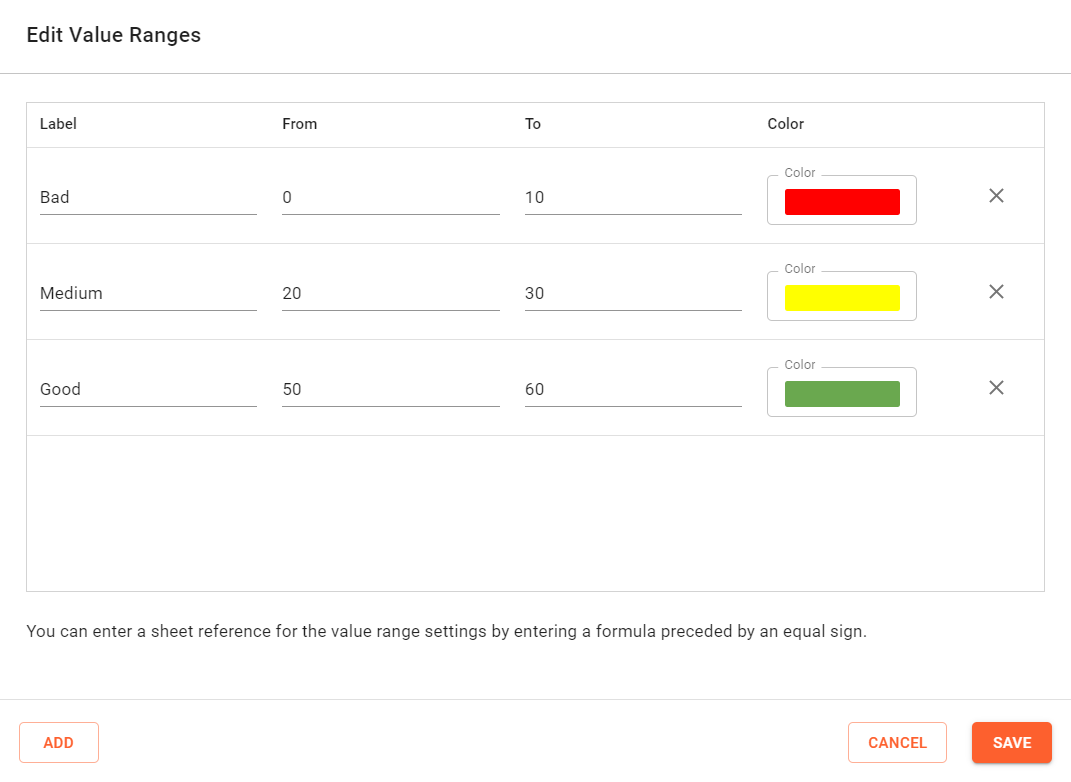 Edit Value Ranges
Label From To Color
Color
Bad 0 10
Color
Medium 20 30
Color
Good 50 60
You can enter a sheet reference for the value range settings by entering a formula preceded by an equal sign.
ADD CANCEL SAVE